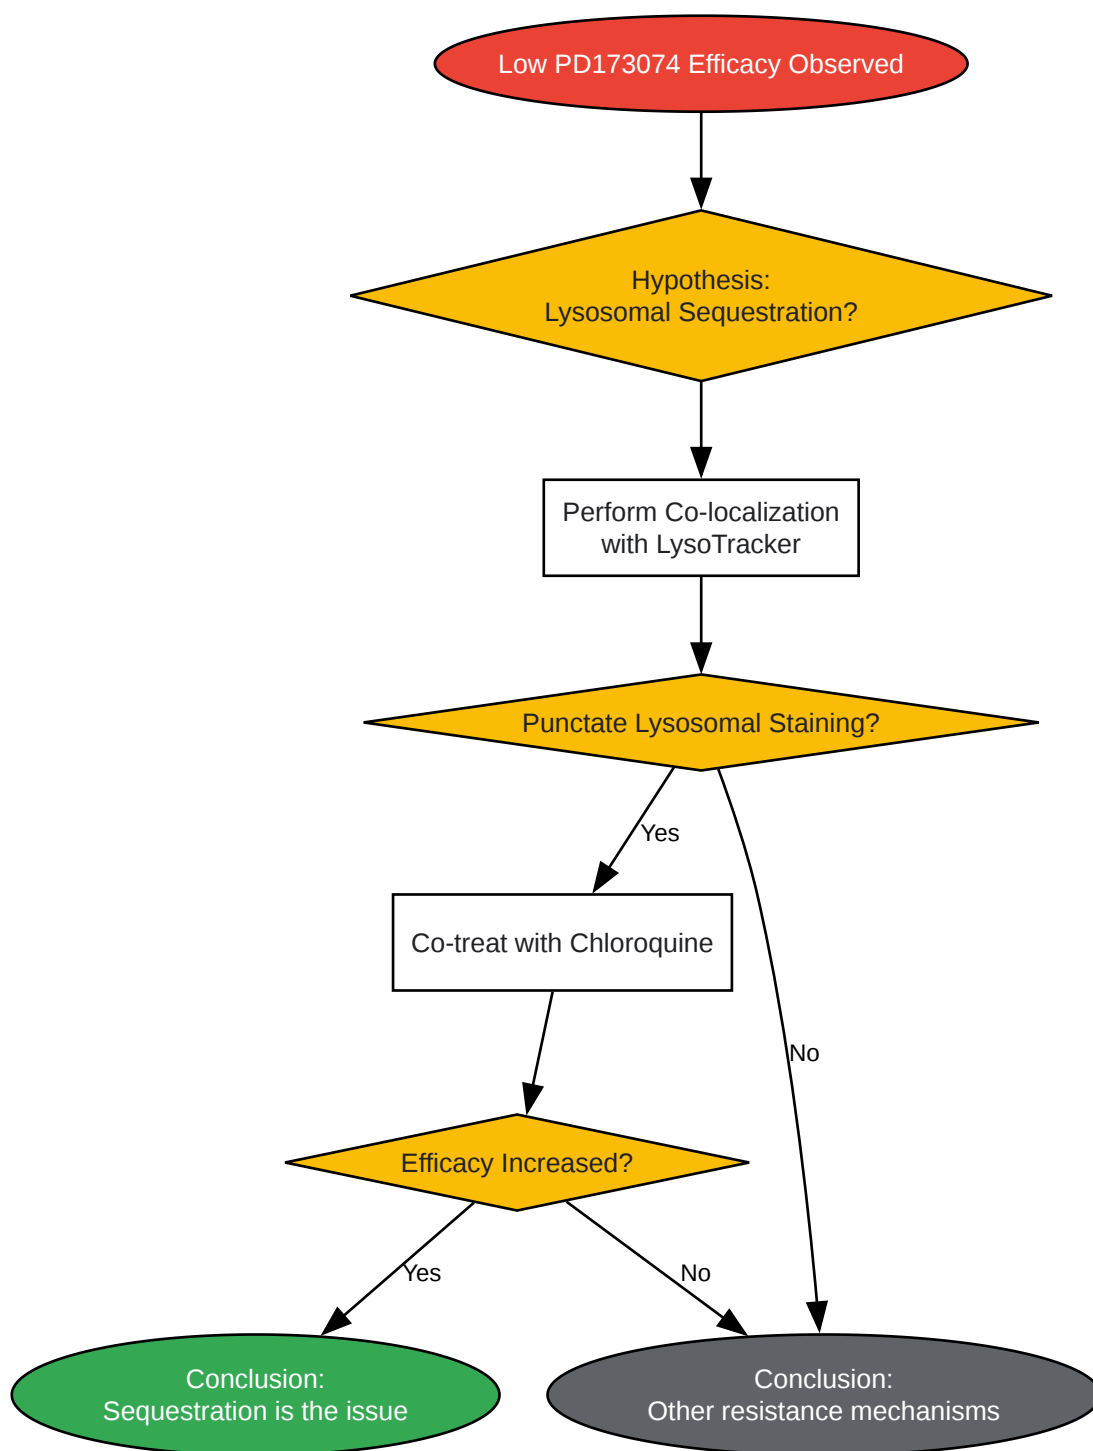 Low PD173074 Efficacy Observed
Hypothesis:
Lysosomal Sequestration?
Perform Co-localization
with LysoTracker
Punctate Lysosomal Staining?
Yes
Co-treat with Chloroquine
No
Efficacy Increased?
Yes
No
Conclusion:
Sequestration is the issue
Conclusion:
Other resistance mechanisms